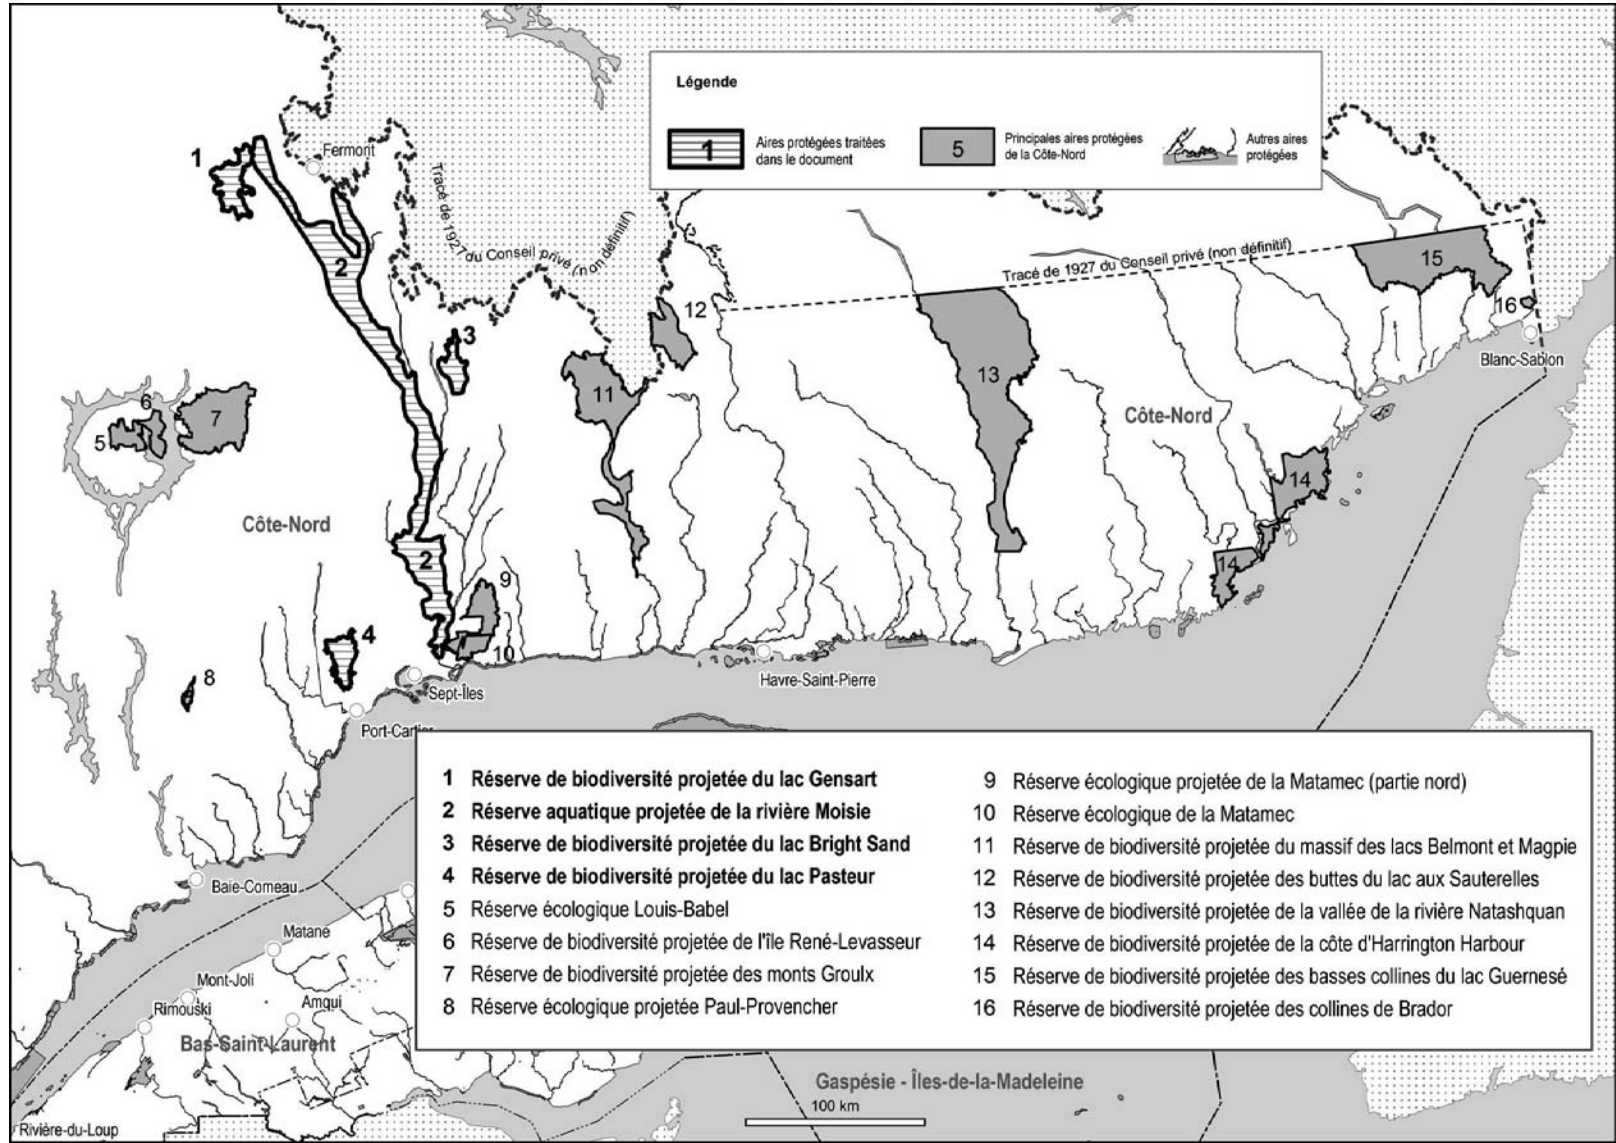 Légende
1
Aires protégées traitées
dans le document
5
Principales aires protégées
de la Côte-Nord
Autres aires
protégées
1
Fermont
Tracé de 1927 du Conseil privé (non définitif)
2
3
12
Tracé de 1927 du Conseil privé (non définitif)
15
16
Blanc-Sablon
11
13
Côte-Nord
6
5
7
14
Côte-Nord
2
14
9
4
10
8
Sept-Îles
Havre-Saint-Pierre
Port-Cartier
1 Réserve de biodiversité projetée du lac Gensart
2 Réserve aquatique projetée de la rivière Moisie
3 Réserve de biodiversité projetée du lac Bright Sand
4 Réserve de biodiversité projetée du lac Pasteur
5 Réserve écologique Louis-Babel
6 Réserve de biodiversité projetée de l'île René-Levasseur
7 Réserve de biodiversité projetée des monts Groulx
8 Réserve écologique projetée Paul-Provencher
9 Réserve écologique projetée de la Matamec (partie nord)
10 Réserve écologique de la Matamec
11 Réserve de biodiversité projetée du massif des lacs Belmont et Magpie
12 Réserve de biodiversité projetée des buttes du lac aux Sauterelles
13 Réserve de biodiversité projetée de la vallée de la rivière Natashquan
14 Réserve de biodiversité projetée de la côte d'Harrington Harbour
15 Réserve de biodiversité projetée des basses collines du lac Guernesé
16 Réserve de biodiversité projetée des collines de Brador
Baie-Comeau
Matane
Mont-Joli
Rimouski
Amqui
Bas-Saint-Laurent
Gaspésie - Îles-de-la-Madeleine
100 km
Rivière-du-Loup